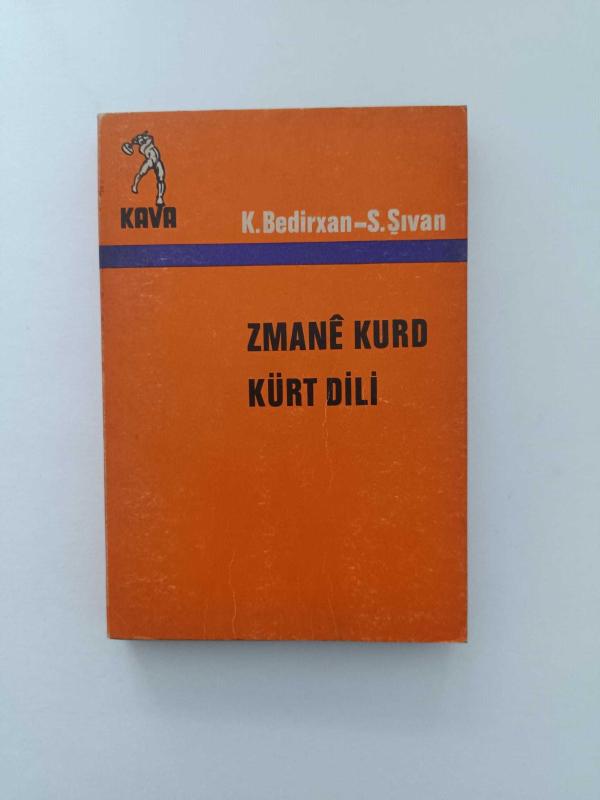 KAVA
K.Bedirxan-S.Şıvan
ZMANÊ KURD
KÜRT DİLİ